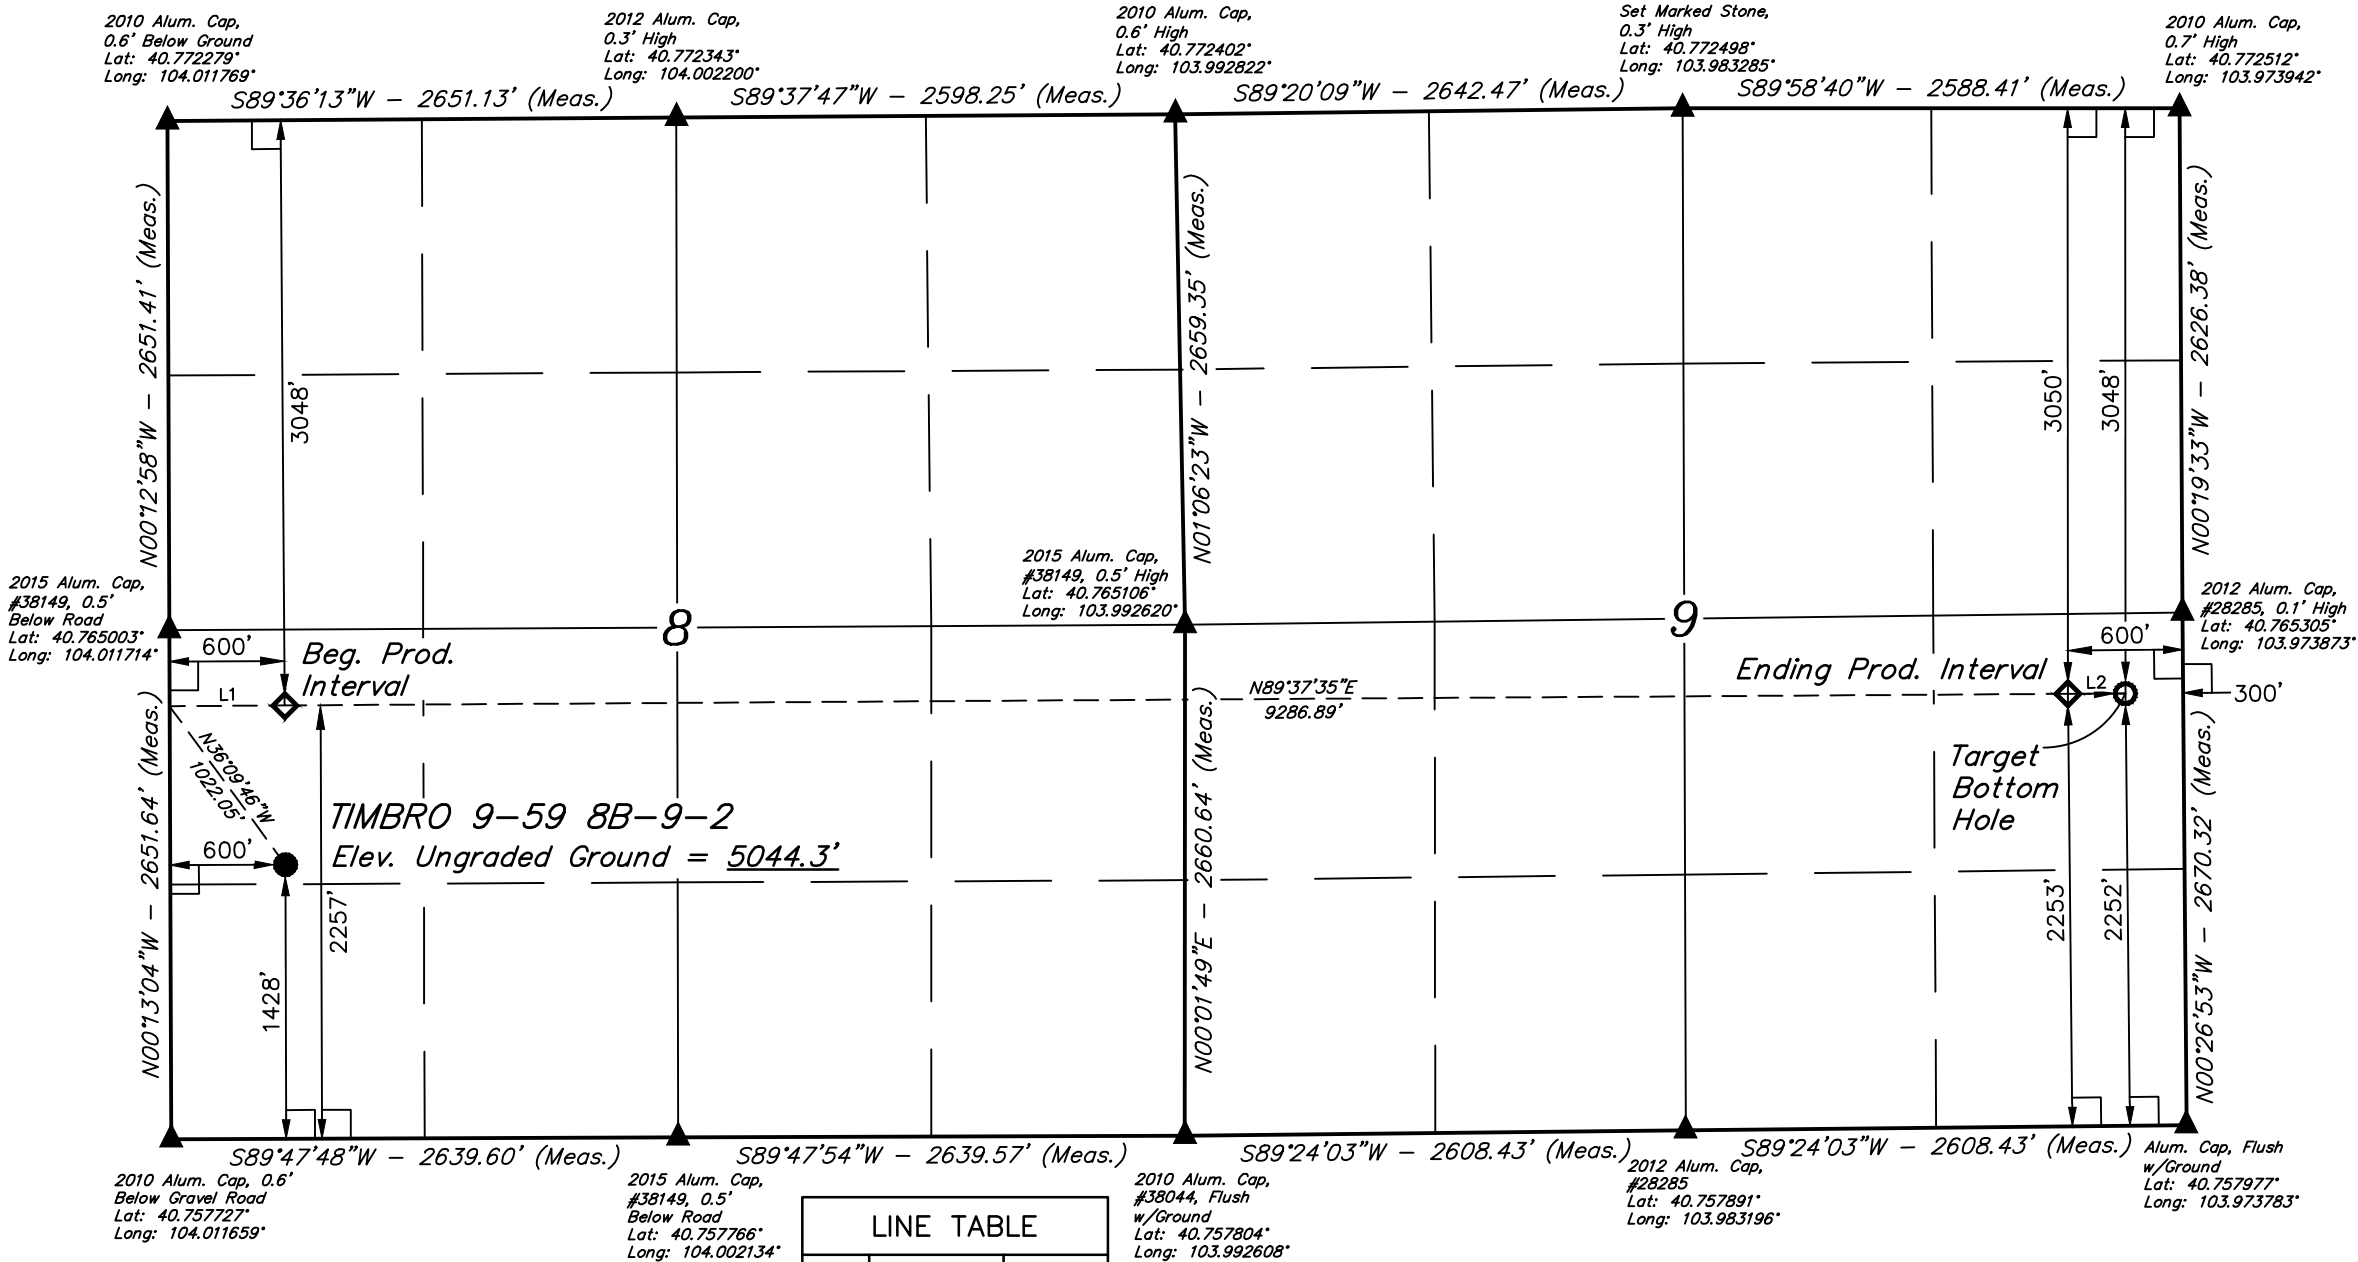 2010 Alum. Cap,
0.6' Below Ground
Lat: 40.772279°
Long: 104.011769°
2012 Alum. Cap,
0.3' High
Lat: 40.772343°
Long: 104.002200°
2010 Alum. Cap,
0.6' High
Lat: 40.772402°
Long: 103.992822°
Set Marked Stone,
0.3' High
Lat: 40.772498°
Long: 103.983285°
2010 Alum. Cap,
0.7' High
Lat: 40.772512°
Long: 103.973942°
S89°36'13"W - 2651.13' (Meas.)
S89°37'47"W - 2598.25' (Meas.)
S89°20'09"W - 2642.47' (Meas.)
S89°58'40"W - 2588.41' (Meas.)
N00°12'58"W - 2651.41' (Meas.)
3048'
N01°06'23"W - 2659.35' (Meas.)
3050'
3048'
N00°19'33"W - 2626.38' (Meas.)
2015 Alum. Cap,
#38149, 0.5'
Below Road
Lat: 40.765003°
Long: 104.011714°
8
2015 Alum. Cap,
#38149, 0.5' High
Lat: 40.765106°
Long: 103.992620°
9
2012 Alum. Cap,
#28285, 0.1' High
Lat: 40.765305°
Long: 103.973873°
600'
Beg. Prod.
Interval
L1
N89°37'35"E
9286.89'
Ending Prod. Interval
600'
L2
300'
Target
Bottom
Hole
N36°09'46"W
1022.05'
TIMBRO 9-59 8B-9-2
Elev. Ungraded Ground = 5044.3'
600'
N00°13'04"W - 2651.64' (Meas.)
1428'
2257'
N00°01'49"E - 2660.64' (Meas.)
2253'
2252'
N00°26'53"W - 2670.32' (Meas.)
S89°47'48"W - 2639.60' (Meas.)
S89°47'54"W - 2639.57' (Meas.)
S89°24'03"W - 2608.43' (Meas.)
S89°24'03"W - 2608.43' (Meas.)
2010 Alum. Cap, 0.6'
Below Gravel Road
Lat: 40.757727°
Long: 104.011659°
2015 Alum. Cap,
#38149, 0.5'
Below Road
Lat: 40.757766°
Long: 104.002134°
LINE TABLE
2010 Alum. Cap,
#38044, Flush
w/Ground
Lat: 40.757804°
Long: 103.992608°
2012 Alum. Cap,
#28285
Lat: 40.757891°
Long: 103.983196°
Alum. Cap, Flush
w/Ground
Lat: 40.757977°
Long: 103.973783°